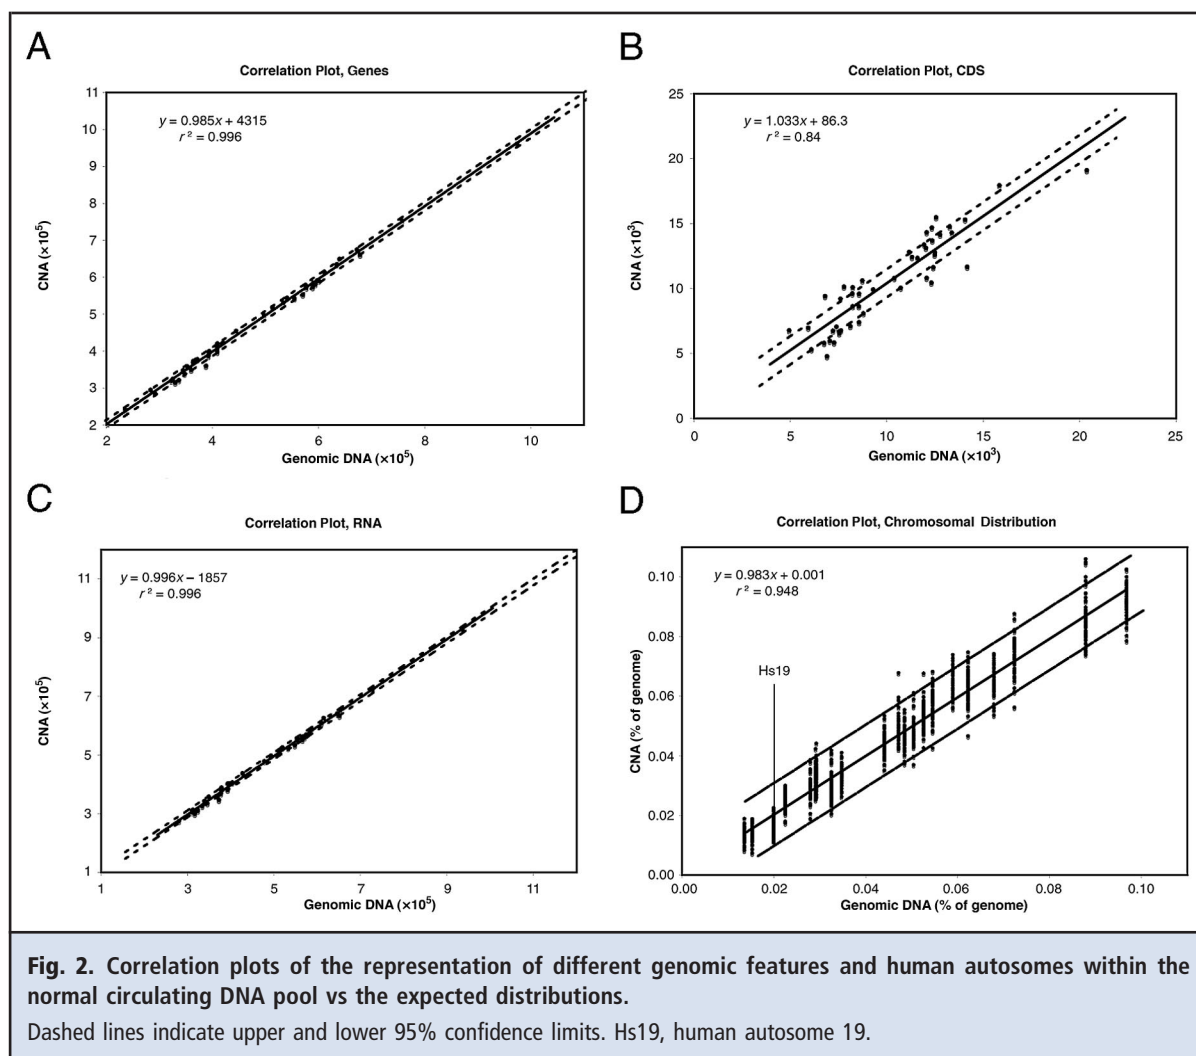 A
Correlation Plot, Genes
y = 0.985x + 4315
r² = 0.996
11
10
9
8
7
6
5
4
3
2
CNA (×10⁵)
2
4
6
8
10
Genomic DNA (×10⁵)
B
Correlation Plot, CDS
y = 1.033x + 86.3
r² = 0.84
25
20
15
10
5
0
CNA (×10³)
0
5
10
15
20
25
Genomic DNA (×10³)
C
Correlation Plot, RNA
y = 0.996x – 1857
r² = 0.996
11
9
7
5
3
1
CNA (×10⁵)
1
3
5
7
9
11
Genomic DNA (×10⁵)
D
Correlation Plot, Chromosomal Distribution
y = 0.983x + 0.001
r² = 0.948
Hs19
0.10
0.08
0.06
0.04
0.02
0.00
CNA (% of genome)
0.00
0.02
0.04
0.06
0.08
0.10
Genomic DNA (% of genome)
Fig. 2. Correlation plots of the representation of different genomic features and human autosomes within the
normal circulating DNA pool vs the expected distributions.
Dashed lines indicate upper and lower 95% confidence limits. Hs19, human autosome 19.